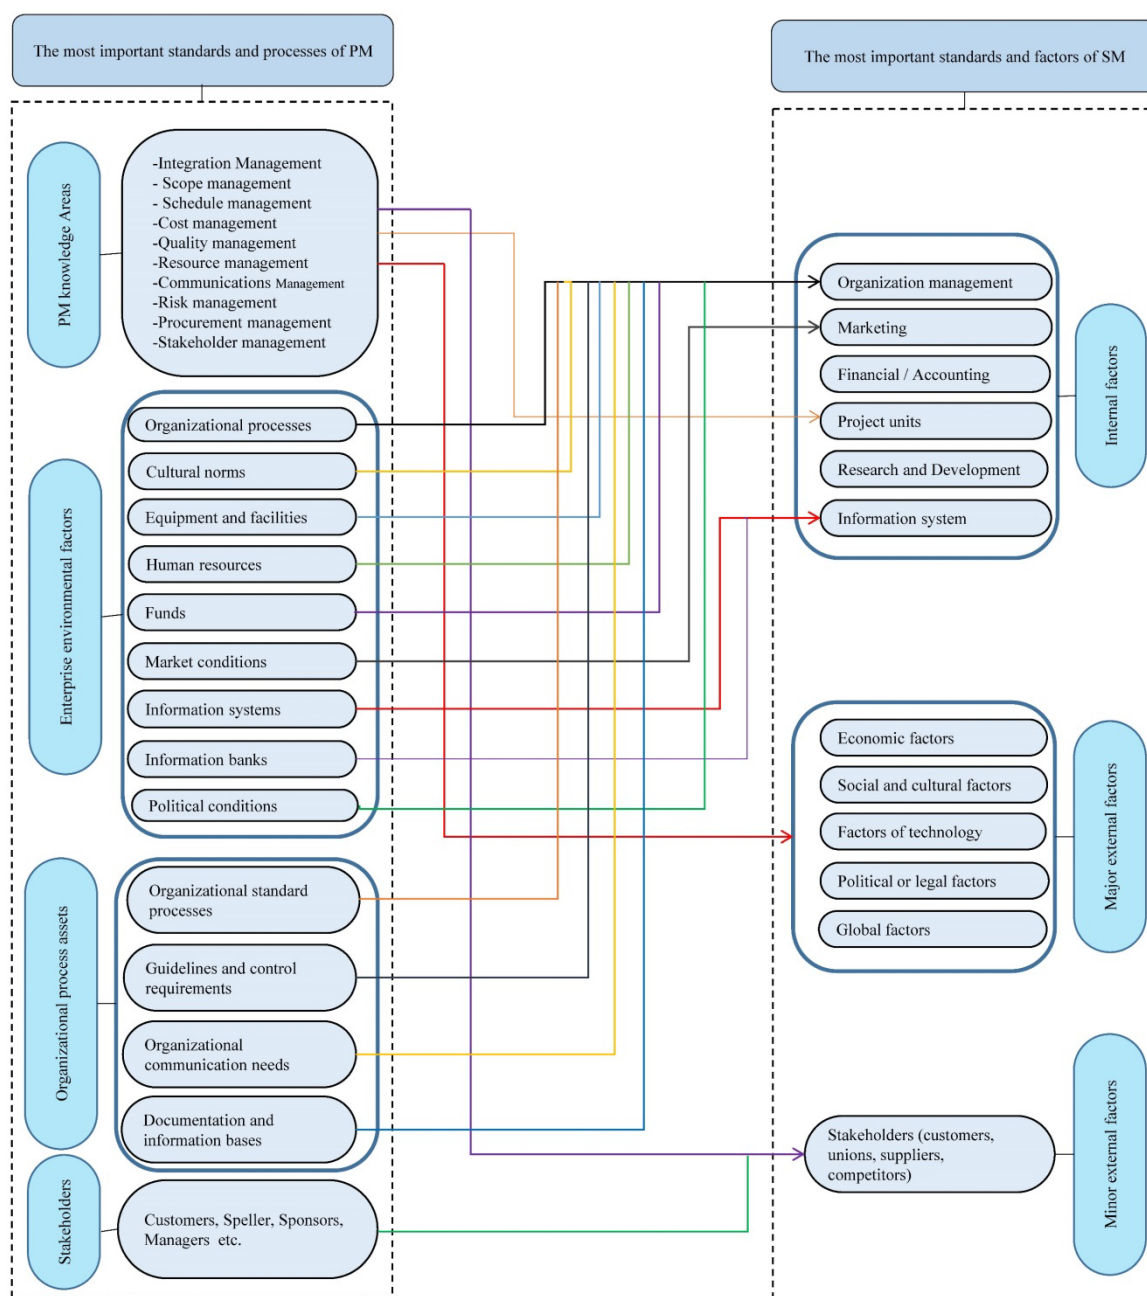 The most important standards and processes of PM
The most important standards and factors of SM
PM knowledge Areas
-Integration Management
- Scope management
- Schedule management
-Cost management
-Quality management
-Resource management
-Communications Management
-Risk management
-Procurement management
-Stakeholder management
Enterprise environmental factors
Organizational processes
Cultural norms
Equipment and facilities
Human resources
Funds
Market conditions
Information systems
Information banks
Political conditions
Organizational process assets
Organizational standard
processes
Guidelines and control
requirements
Organizational
communication needs
Documentation and
information bases
Stakeholders
Customers, Speller, Sponsors,
Managers etc.
Organization management
Marketing
Financial / Accounting
Project units
Research and Development
Information system
Internal factors
Economic factors
Social and cultural factors
Factors of technology
Political or legal factors
Global factors
Major external factors
Stakeholders (customers,
unions, suppliers,
competitors)
Minor external factors